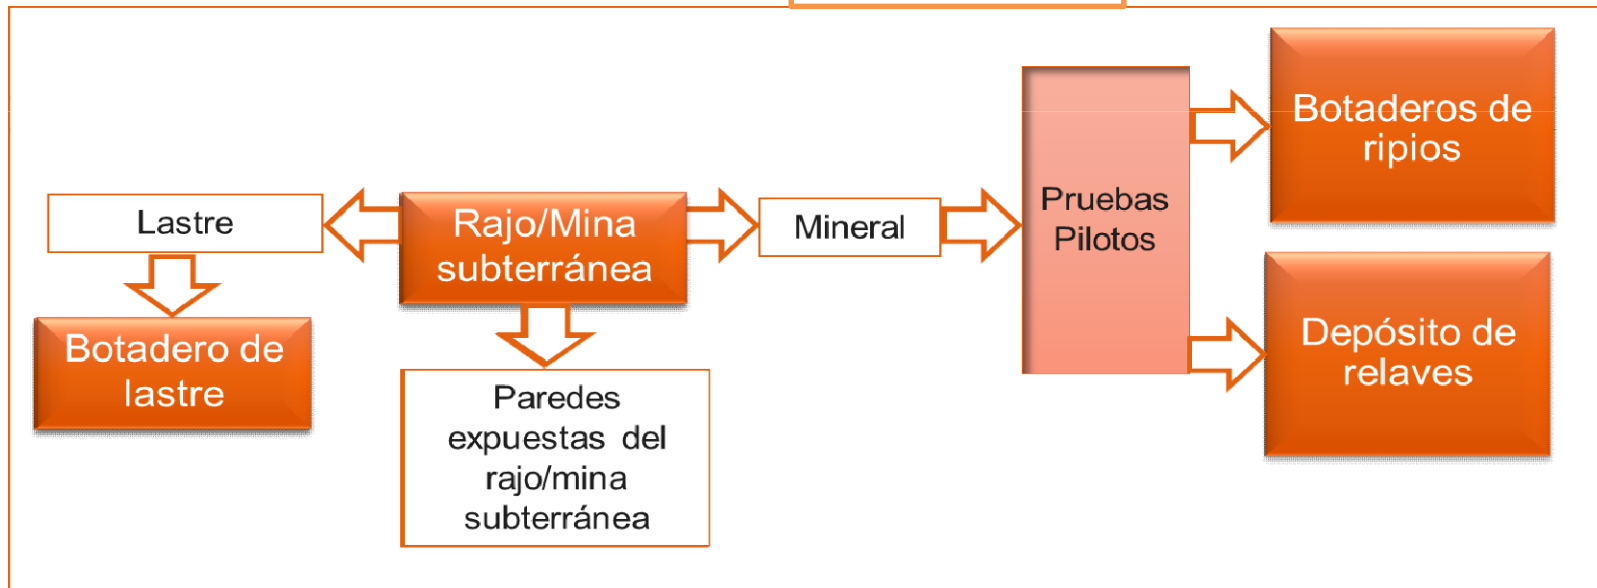 Lastre
Botadero de
lastre
Rajo/Mina
subterránea
Paredes
expuestas del
rajo/mina
subterránea
Mineral
Pruebas
Pilotos
Botaderos de
ripios
Depósito de
relaves